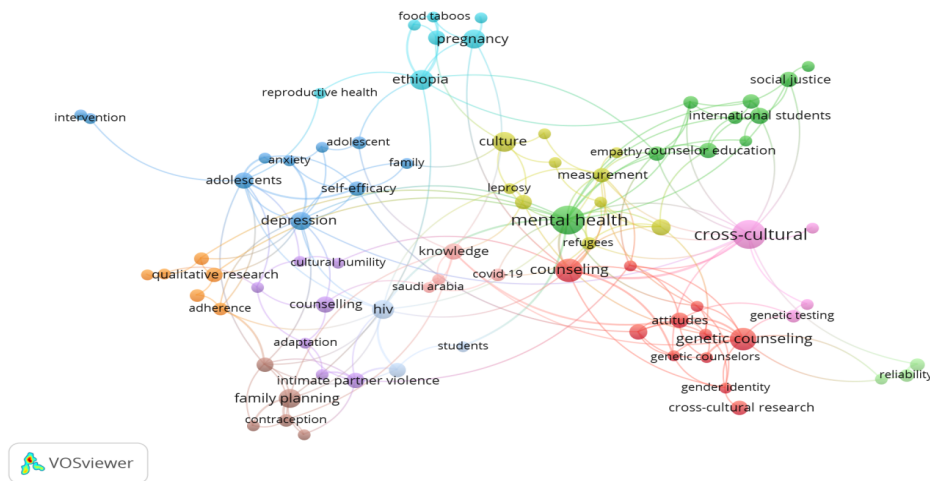 food taboos
pregnancy
social justice
ethiopia
reproductive health
intervention
international students
adolescent
culture
empathy
counselor education
anxiety
family
measurement
adolescents
self-efficacy
leprosy
depression
mental health
cross-cultural
refugees
knowledge
cultural humility
qualitative research
covid-19
counseling
saudi arabia
counselling
hiv
adherence
genetic testing
attitudes
genetic counseling
adaptation
students
genetic counselors
reliability
intimate partner violence
gender identity
family planning
cross-cultural research
contraception
VOSviewer